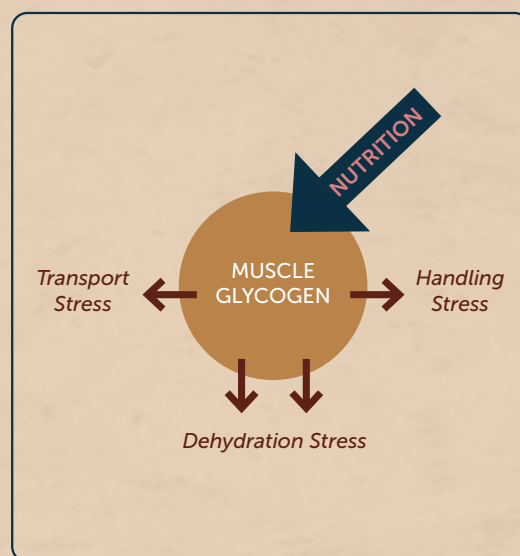 NUTRITION
MUSCLE
GLYCOGEN
Transport
Stress
Handling
Stress
Dehydration Stress